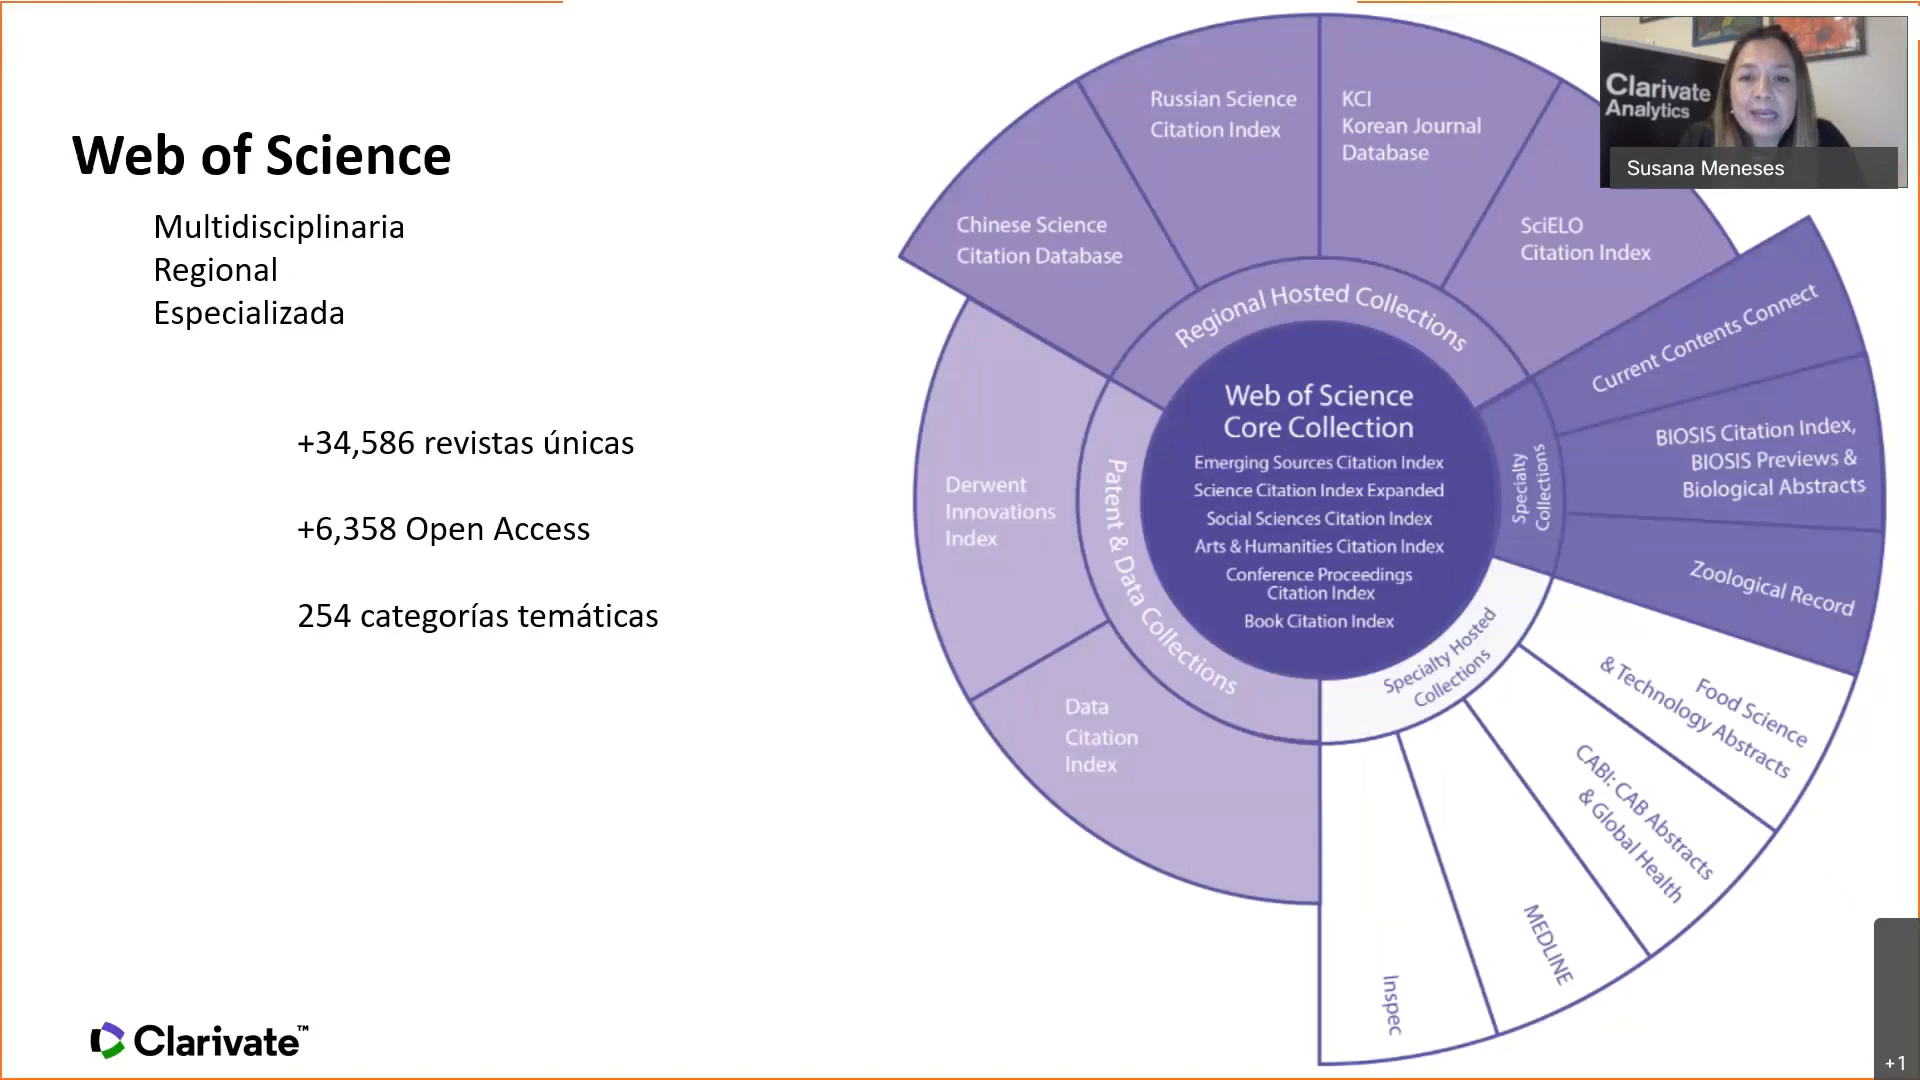 Web of Science
Multidisciplinaria
Regional
Especializada
+34,586 revistas únicas
+6,358 Open Access
254 categorías temáticas
Clarivate™
Chinese Science
Citation Database
Russian Science
Citation Index
KCI
Korean Journal
Database
SciELO
Citation Index
Regional Hosted Collections
Current Contents Connect
BIOSIS Citation Index,
BIOSIS Previews &
Biological Abstracts
Zoological Record
Specialty
Collections
Web of Science
Core Collection
Emerging Sources Citation Index
Science Citation Index Expanded
Social Sciences Citation Index
Arts & Humanities Citation Index
Conference Proceedings
Citation Index
Book Citation Index
Derwent
Innovations
Index
Data
Citation
Index
Patent & Data Collections
Specialty Hosted
Collections
Food Science
& Technology Abstracts
CABI: CAB Abstracts
& Global Health
MEDLINE
Inspec
Clarivate
Analytics
Susana Meneses
+1